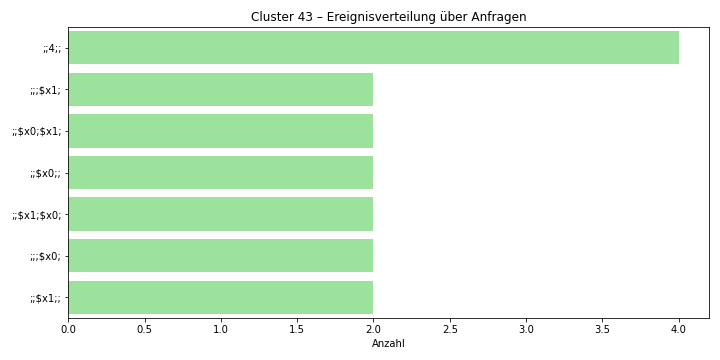 Cluster 43 – Ereignisverteilung über Anfragen
;;4;;
;;;$x1;
;;$x0;$x1;
;;$x0;;
;;$x1;$x0;
;;;$x0;
;;$x1;;
0.0 0.5 1.0 1.5 2.0 2.5 3.0 3.5 4.0
Anzahl